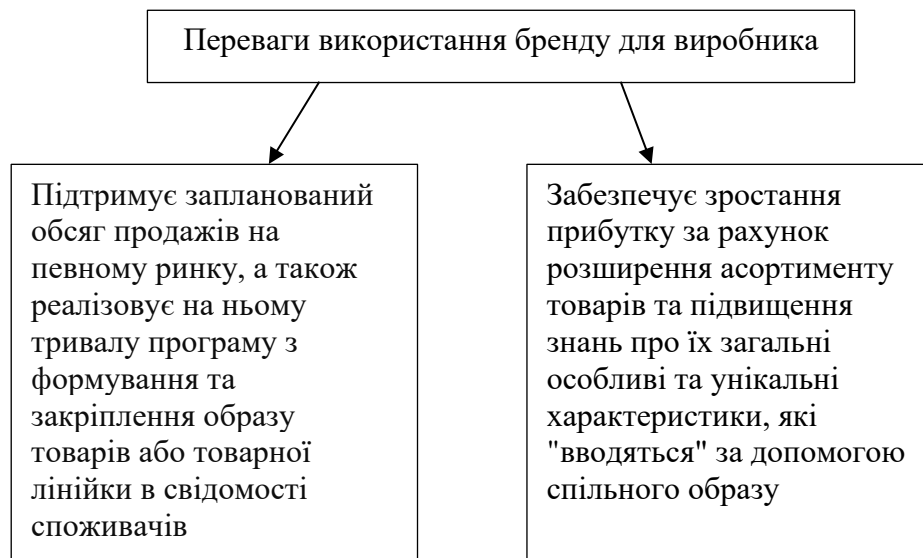 Переваги використання бренду для виробника
Підтримує запланований
обсяг продажів на
певному ринку, а також
реалізовує на ньому
тривалу програму з
формування та
закріплення образу
товарів або товарної
лінійки в свідомості
споживачів
Забезпечує зростання
прибутку за рахунок
розширення асортименту
товарів та підвищення
знань про їх загальні
особливі та унікальні
характеристики, які
"вводяться" за допомогою
спільного образу